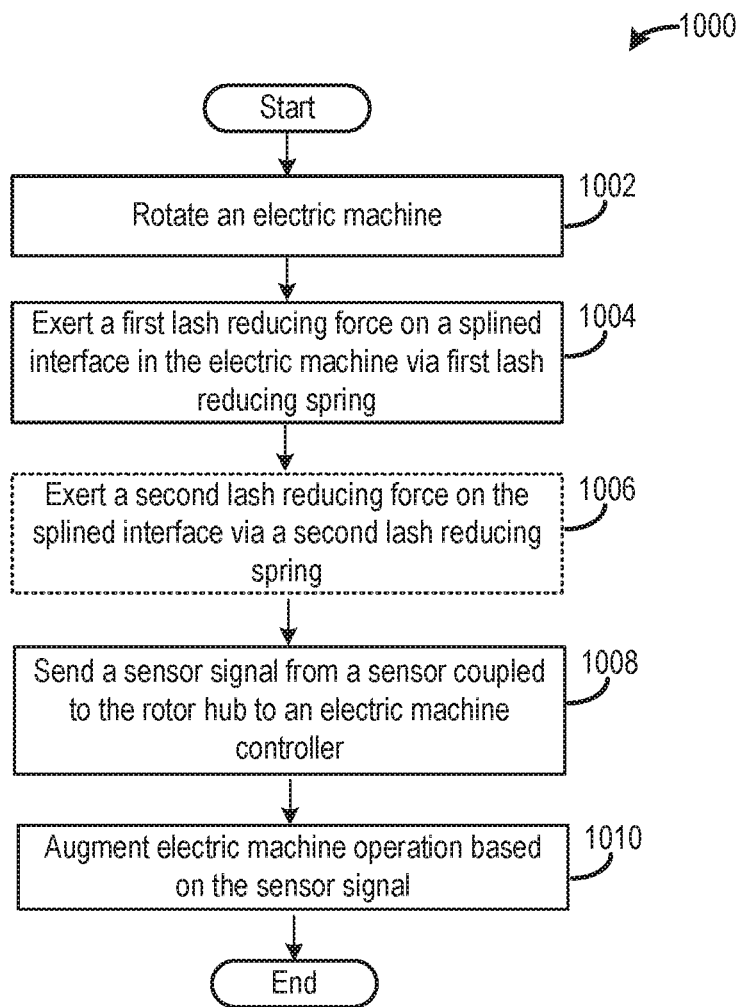 1000
Start
1002
Rotate an electric machine
1004
Exert a first lash reducing force on a splined
interface in the electric machine via first lash
reducing spring
1006
Exert a second lash reducing force on the
splined interface via a second lash reducing
spring
1008
Send a sensor signal from a sensor coupled
to the rotor hub to an electric machine
controller
1010
Augment electric machine operation based
on the sensor signal
End